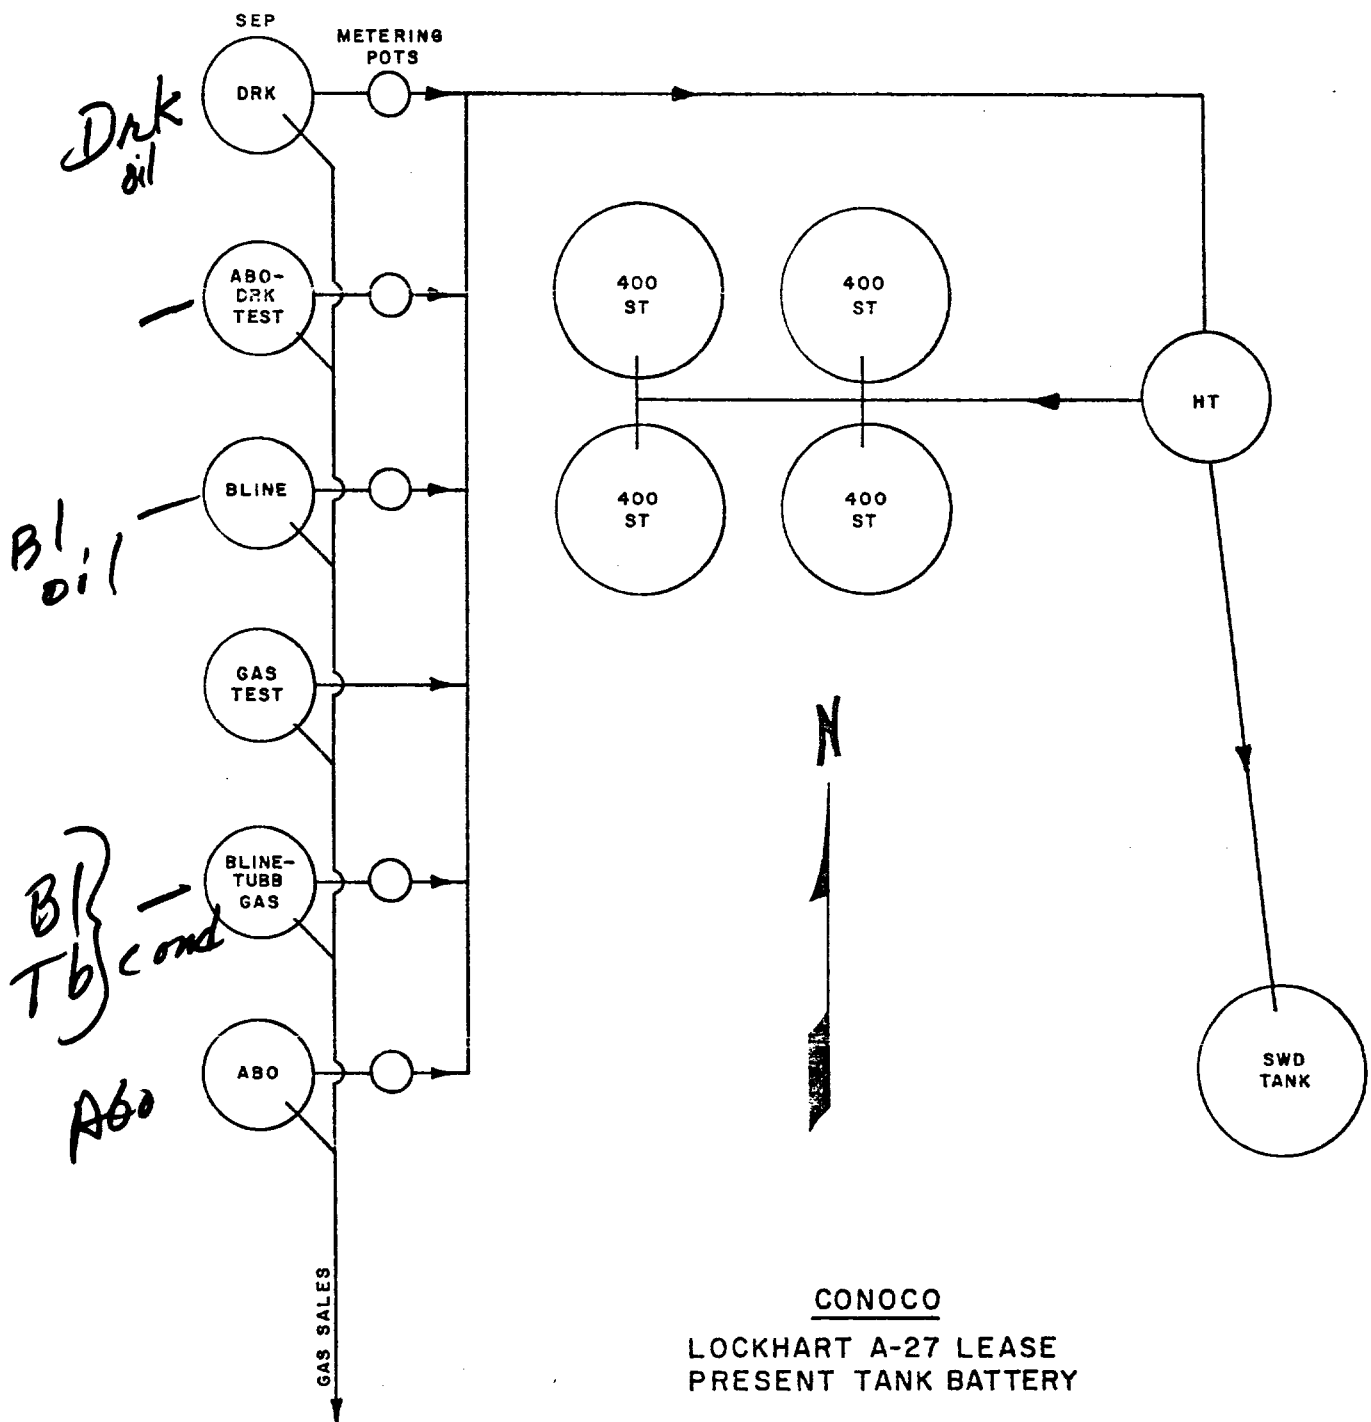 SEP
METERING
POTS
DRK
Drk
oil
ABO-
DRK
TEST
400
ST
400
ST
HT
BLINE
400
ST
400
ST
Bl
oil
GAS
TEST
N
BLINE-
TUBB
GAS
Bl
Tb } cond
ABO
Abo
SWD
TANK
GAS SALES
CONOCO
LOCKHART A-27 LEASE
PRESENT TANK BATTERY